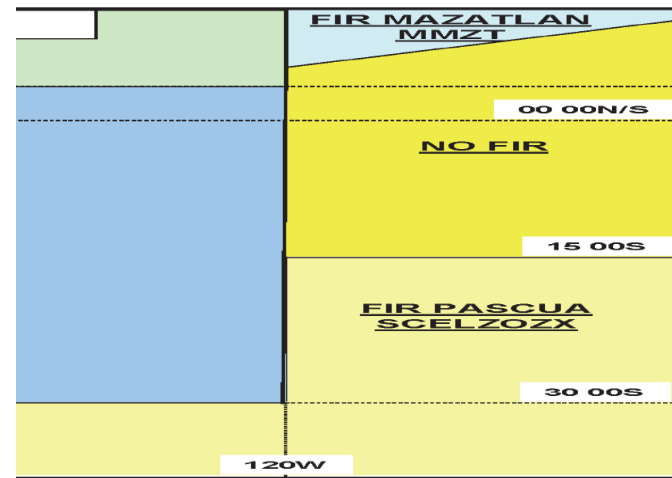 FIR MAZATLAN
MMZT
00 00N/S
NO FIR
15 00S
FIR PASCUA
SCELZOZX
30 00S
120W